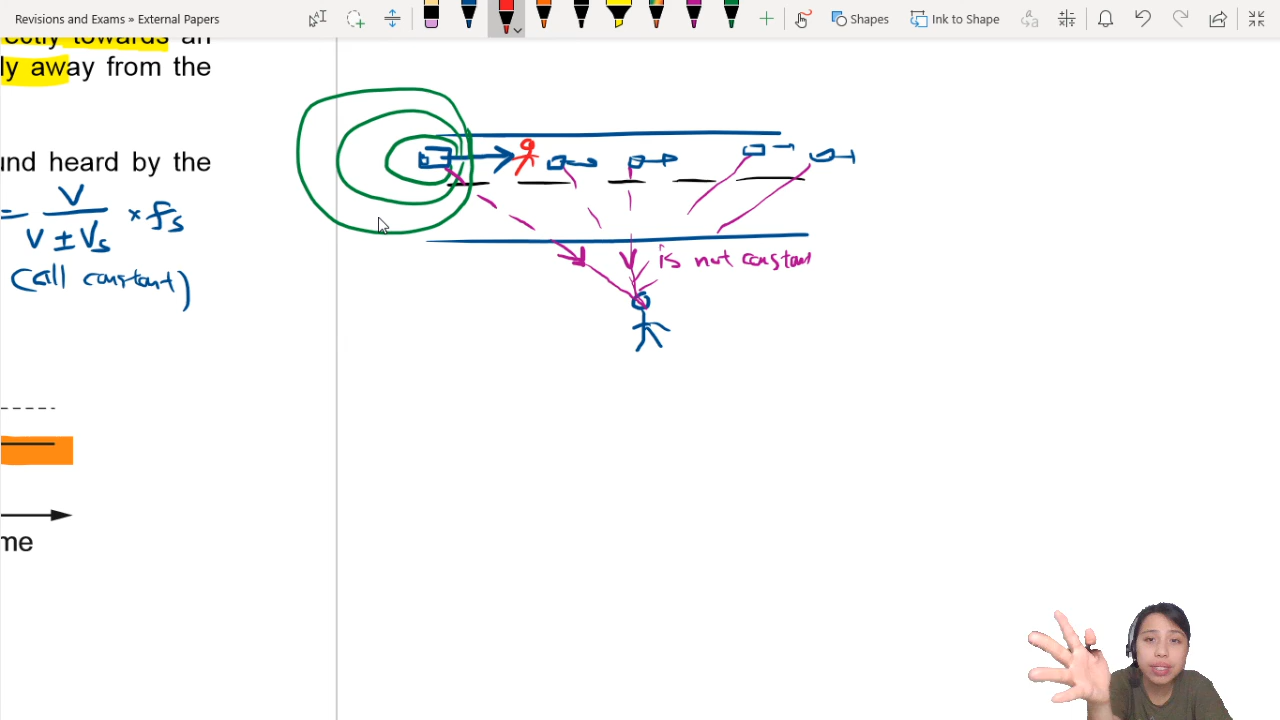 Revisions and Exams » External Papers
Shapes
Ink to Shape
ectly towards an
ly away from the
und heard by the
= V / V ± Vs × fs
(all constant)
is not constant
me